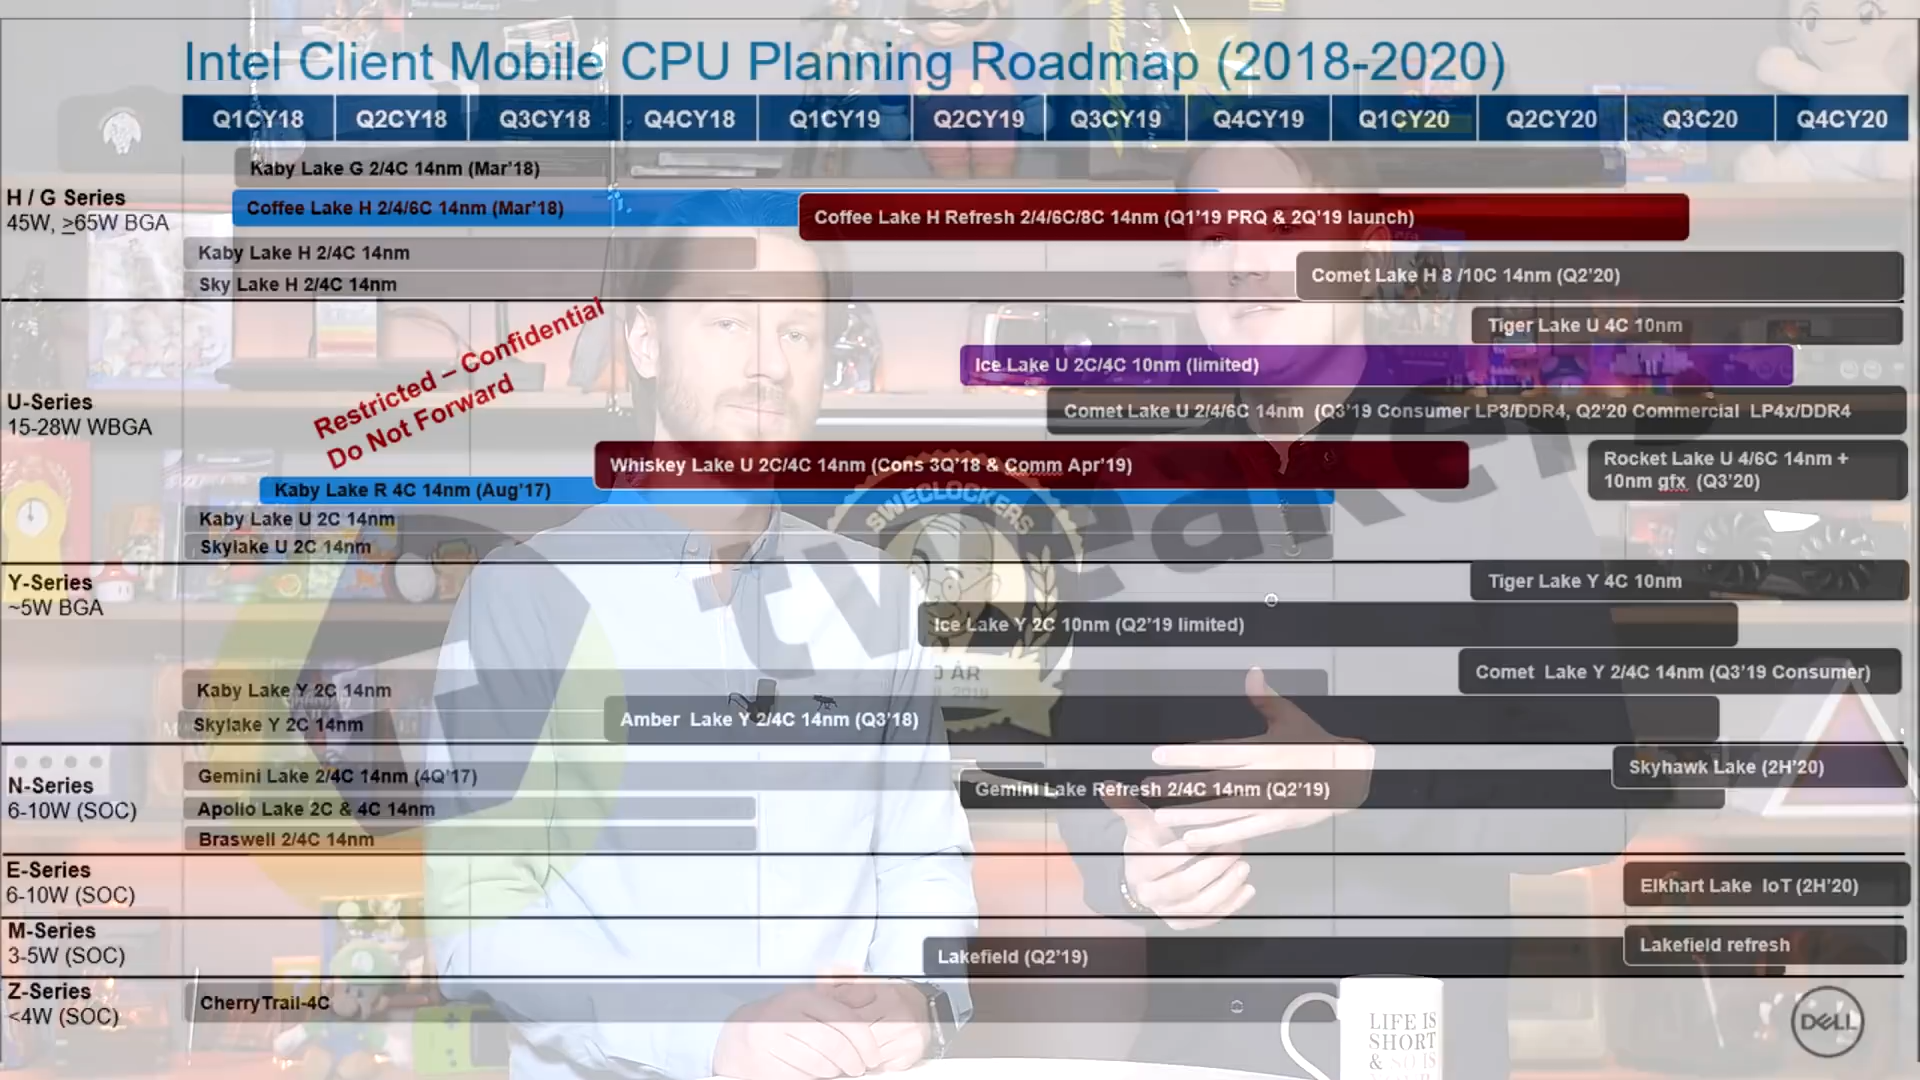 Intel Client Mobile CPU Planning Roadmap (2018-2020)
Q1CY18 Q2CY18 Q3CY18 Q4CY18 Q1CY19 Q2CY19 Q3CY19 Q4CY19 Q1CY20 Q2CY20 Q3C20 Q4CY20
H / G Series
45W, ≥65W BGA
Kaby Lake G 2/4C 14nm (Mar'18)
Coffee Lake H 2/4/6C 14nm (Mar'18)
Coffee Lake H Refresh 2/4/6C/8C 14nm (Q1'19 PRQ & 2Q'19 launch)
Kaby Lake H 2/4C 14nm
Sky Lake H 2/4C 14nm
Comet Lake H 8 /10C 14nm (Q2'20)
Restricted – Confidential
Do Not Forward
U-Series
15-28W WBGA
Tiger Lake U 4C 10nm
Ice Lake U 2C/4C 10nm (limited)
Comet Lake U 2/4/6C 14nm (Q3'19 Consumer LP3/DDR4, Q2'20 Commercial LP4x/DDR4
Whiskey Lake U 2C/4C 14nm (Cons 3Q'18 & Comm Apr'19)
Rocket Lake U 4/6C 14nm +
10nm gfx (Q3'20)
Kaby Lake R 4C 14nm (Aug'17)
Kaby Lake U 2C 14nm
Skylake U 2C 14nm
SWECLOCKERS
tweakers
Y-Series
~5W BGA
Tiger Lake Y 4C 10nm
Ice Lake Y 2C 10nm (Q2'19 limited)
Comet Lake Y 2/4C 14nm (Q3'19 Consumer)
ÅR
Kaby Lake Y 2C 14nm
Skylake Y 2C 14nm
Amber Lake Y 2/4C 14nm (Q3'18)
N-Series
6-10W (SOC)
Gemini Lake 2/4C 14nm (4Q'17)
Apollo Lake 2C & 4C 14nm
Braswell 2/4C 14nm
Gemini Lake Refresh 2/4C 14nm (Q2'19)
Skyhawk Lake (2H'20)
E-Series
6-10W (SOC)
Elkhart Lake IoT (2H'20)
M-Series
3-5W (SOC)
Lakefield (Q2'19)
Lakefield refresh
Z-Series
<4W (SOC)
CherryTrail-4C
DELL
LIFE IS
SHORT
& SO IS